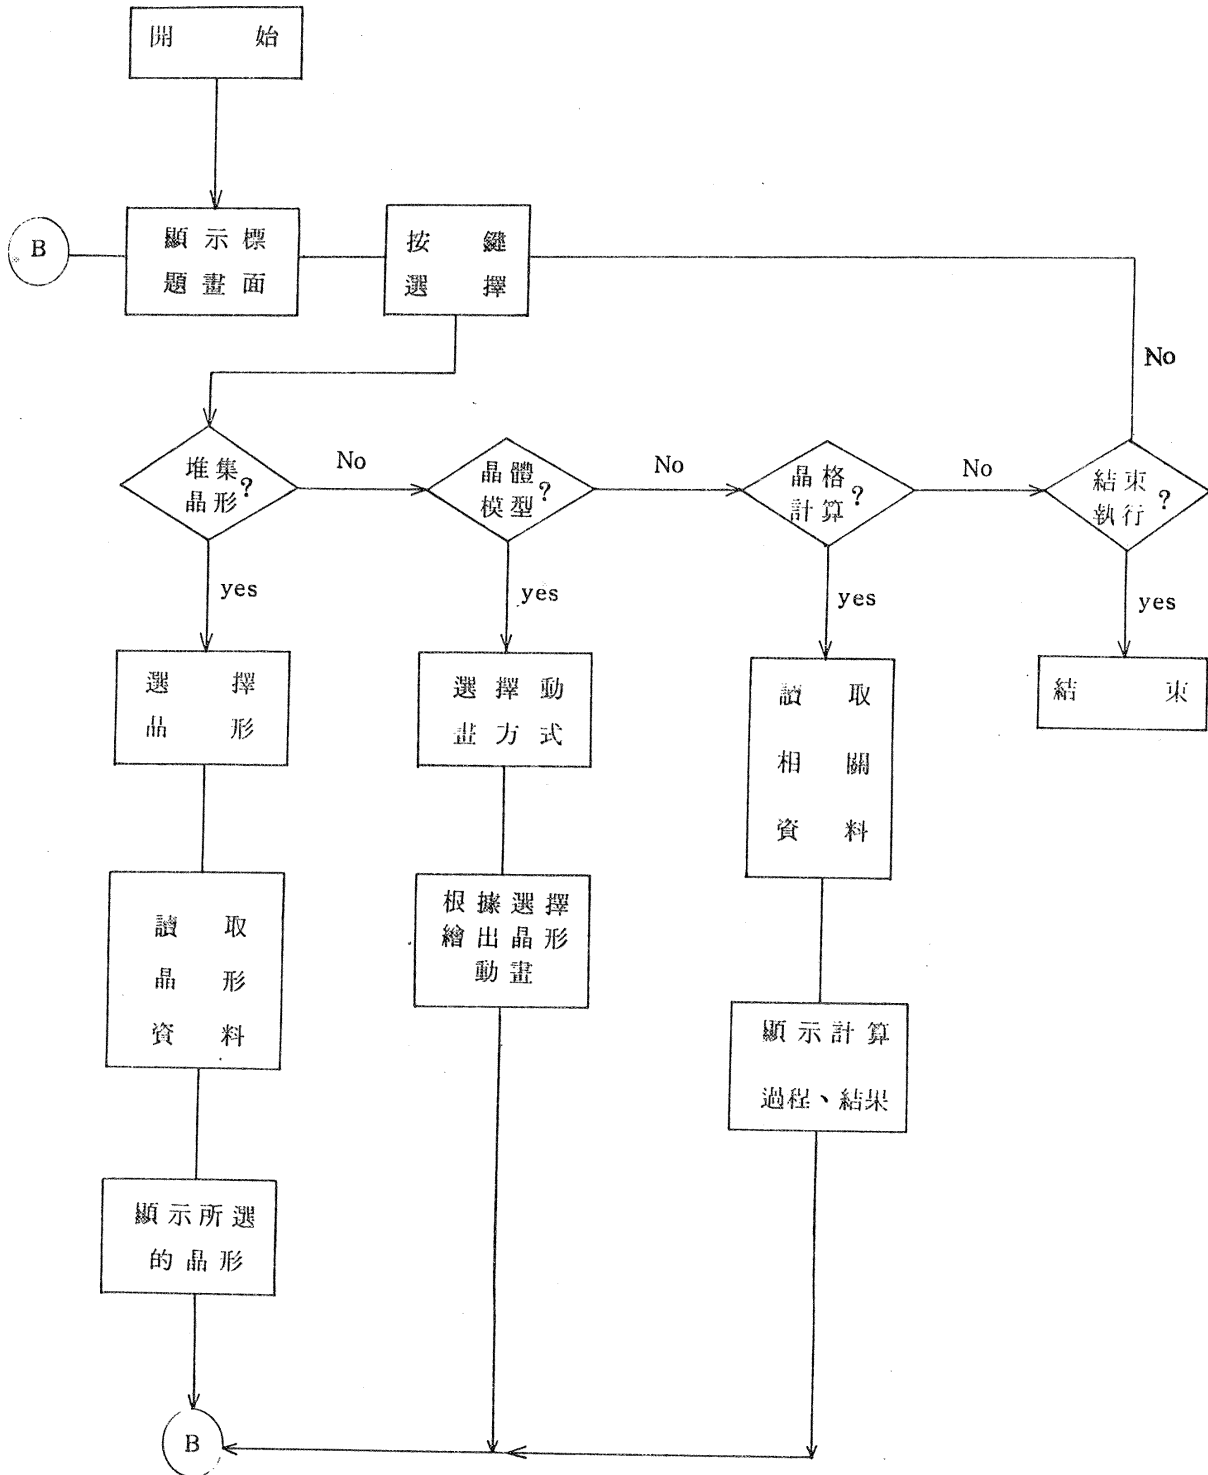 開始
B
顯示標
題畫面
按鍵
選擇
No
堆集
晶形?
No
晶體
模型?
No
晶格
計算?
No
結束
執行?
yes
yes
yes
yes
選擇
晶形
選擇動
畫方式
讀取
相關
資料
結束
讀取
晶形
資料
根據選擇
繪出晶形
動畫
顯示計算
過程、結果
顯示所選
的晶形
B